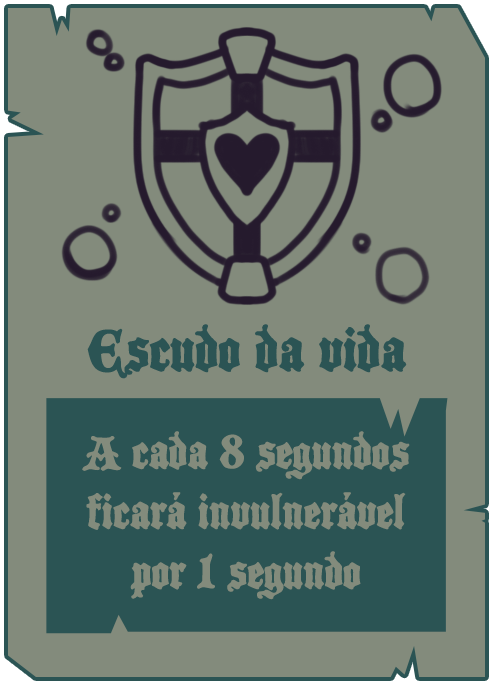 Escudo da vida
A cada 8 segundos
ficará invulnerável
por 1 segundo